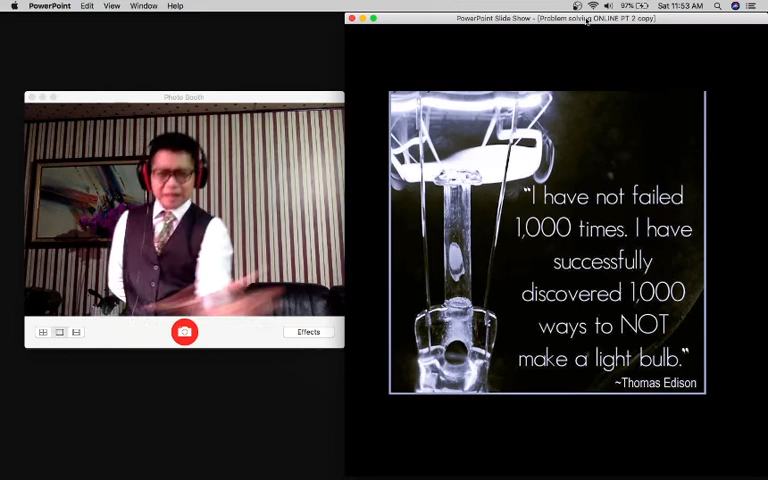 PowerPoint Edit View Window Help
97% Sat 11:53 AM
PowerPoint Slide Show - [Problem solving ONLINE PT 2 copy]
Photo Booth
Effects
“I have not failed
1,000 times. I have
successfully
discovered 1,000
ways to NOT
make a light bulb.”
~Thomas Edison